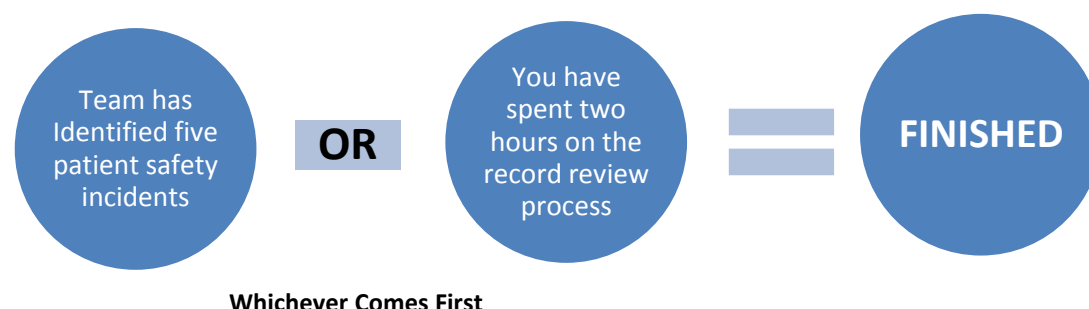 Team has
Identified five
patient safety
incidents
OR
You have
spent two
hours on the
record review
process
FINISHED
Whichever Comes First